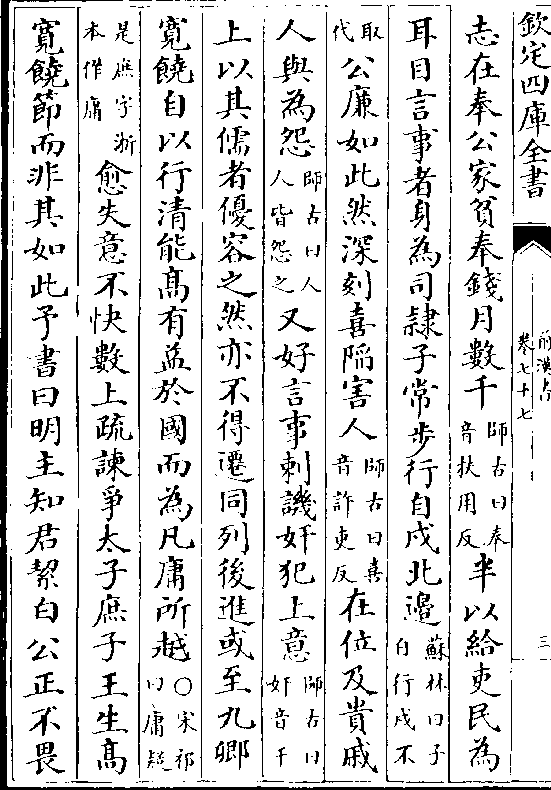 欽定四庫全書
前漢書
卷七十七
三
志在奉公家貧奉錢月數千師古曰奉音扶用反半以給吏民為
耳目言事者身為司隸子常步行自戍北邊蘇林曰子自行戍不
取代公廉如此然深刻喜陷害人師古曰喜音許吏反在位及貴戚
人與為怨師古曰人人皆怨之又好言事刺譏奸犯上意師古曰奸音干
上以其儒者優容之然亦不得遷同列後進或至九卿
寛饒自以行清能髙有益於國而為凡庸所越○宋祁曰庸疑
是庶字浙本作庸愈失意不快數上疏諫爭太子庶子王生髙
寛饒節而非其如此予書曰明主知君絜白公正不畏